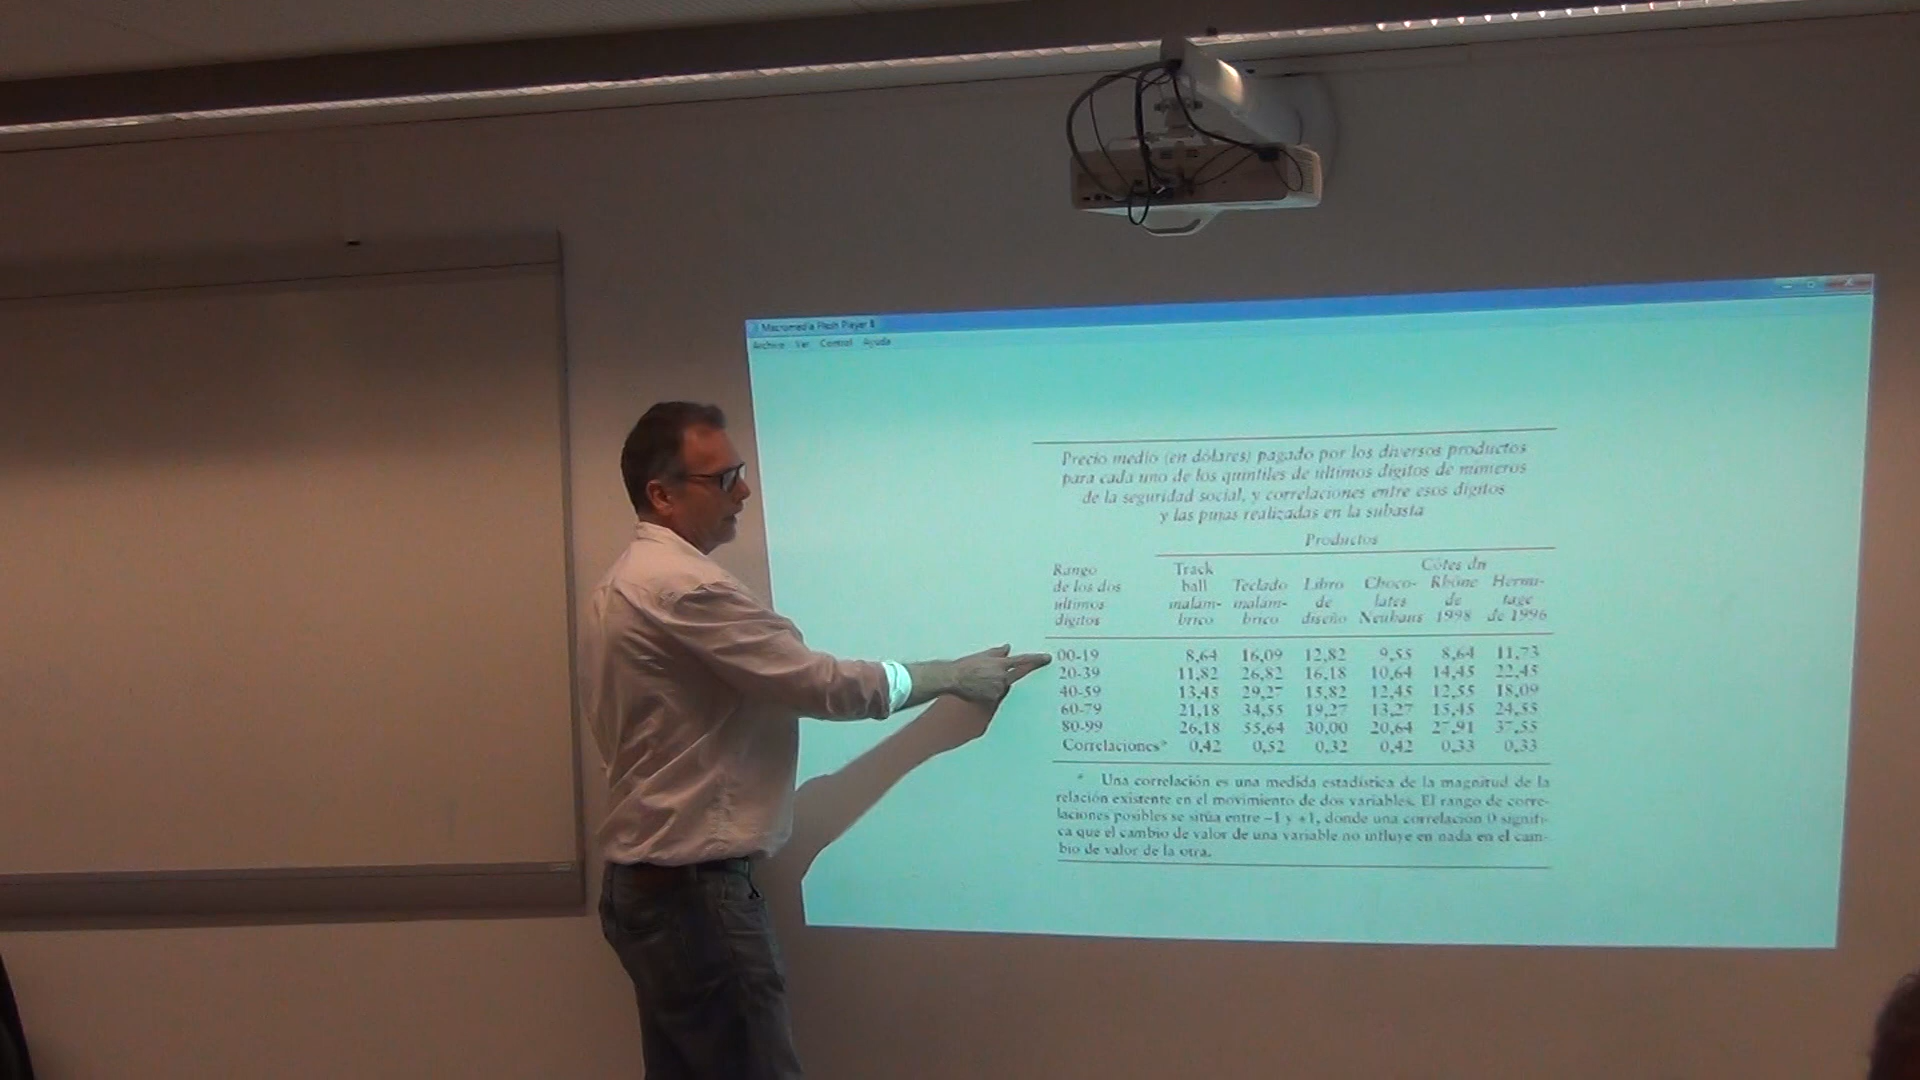 Macromedia Flash Player 8
Archivo Ver Control Ayuda
Precio medio (en dólares) pagado por los diversos productos
para cada uno de los quintiles de últimos dígitos de números
de la seguridad social, y correlaciones entre esos dígitos
y las pujas realizadas en la subasta
Productos
Rango de los dos últimos dígitos
Track ball inalám-brico
Teclado inalám-brico
Libro de diseño
Choco-lates Neuhaus
Côtes du Rhône de 1998
Hermi-tage de 1996
00-19 8,64 16,09 12,82 9,55 8,64 11,73
20-39 11,82 26,82 16,18 10,64 14,45 22,45
40-59 13,45 29,27 15,82 12,45 12,55 18,09
60-79 21,18 34,55 19,27 13,27 15,45 24,55
80-99 26,18 55,64 30,00 20,64 27,91 37,55
Correlaciones* 0,42 0,52 0,32 0,42 0,33 0,33
* Una correlación es una medida estadística de la magnitud de la
relación existente en el movimiento de dos variables. El rango de corre-
laciones posibles se sitúa entre −1 y +1, donde una correlación 0 signifi-
ca que el cambio de valor de una variable no influye en nada en el cam-
bio de valor de la otra.